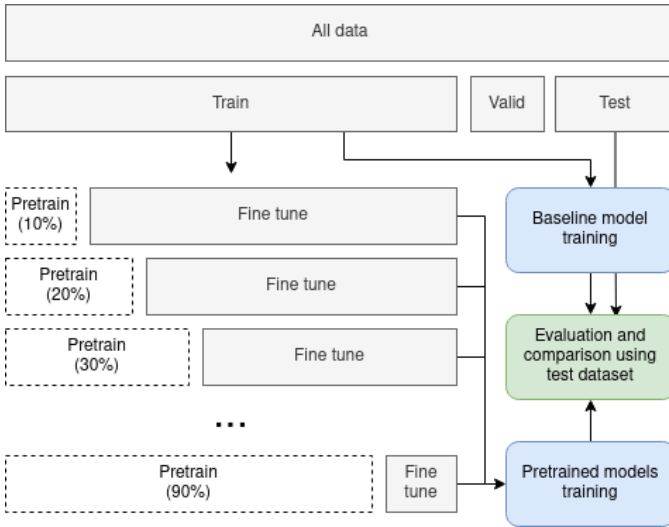 All data
Train
Valid
Test
Pretrain
(10%)
Fine tune
Baseline model
training
Pretrain
(20%)
Fine tune
Pretrain
(30%)
Fine tune
Evaluation and
comparison using
test dataset
...
Pretrain
(90%)
Fine
tune
Pretrained models
training